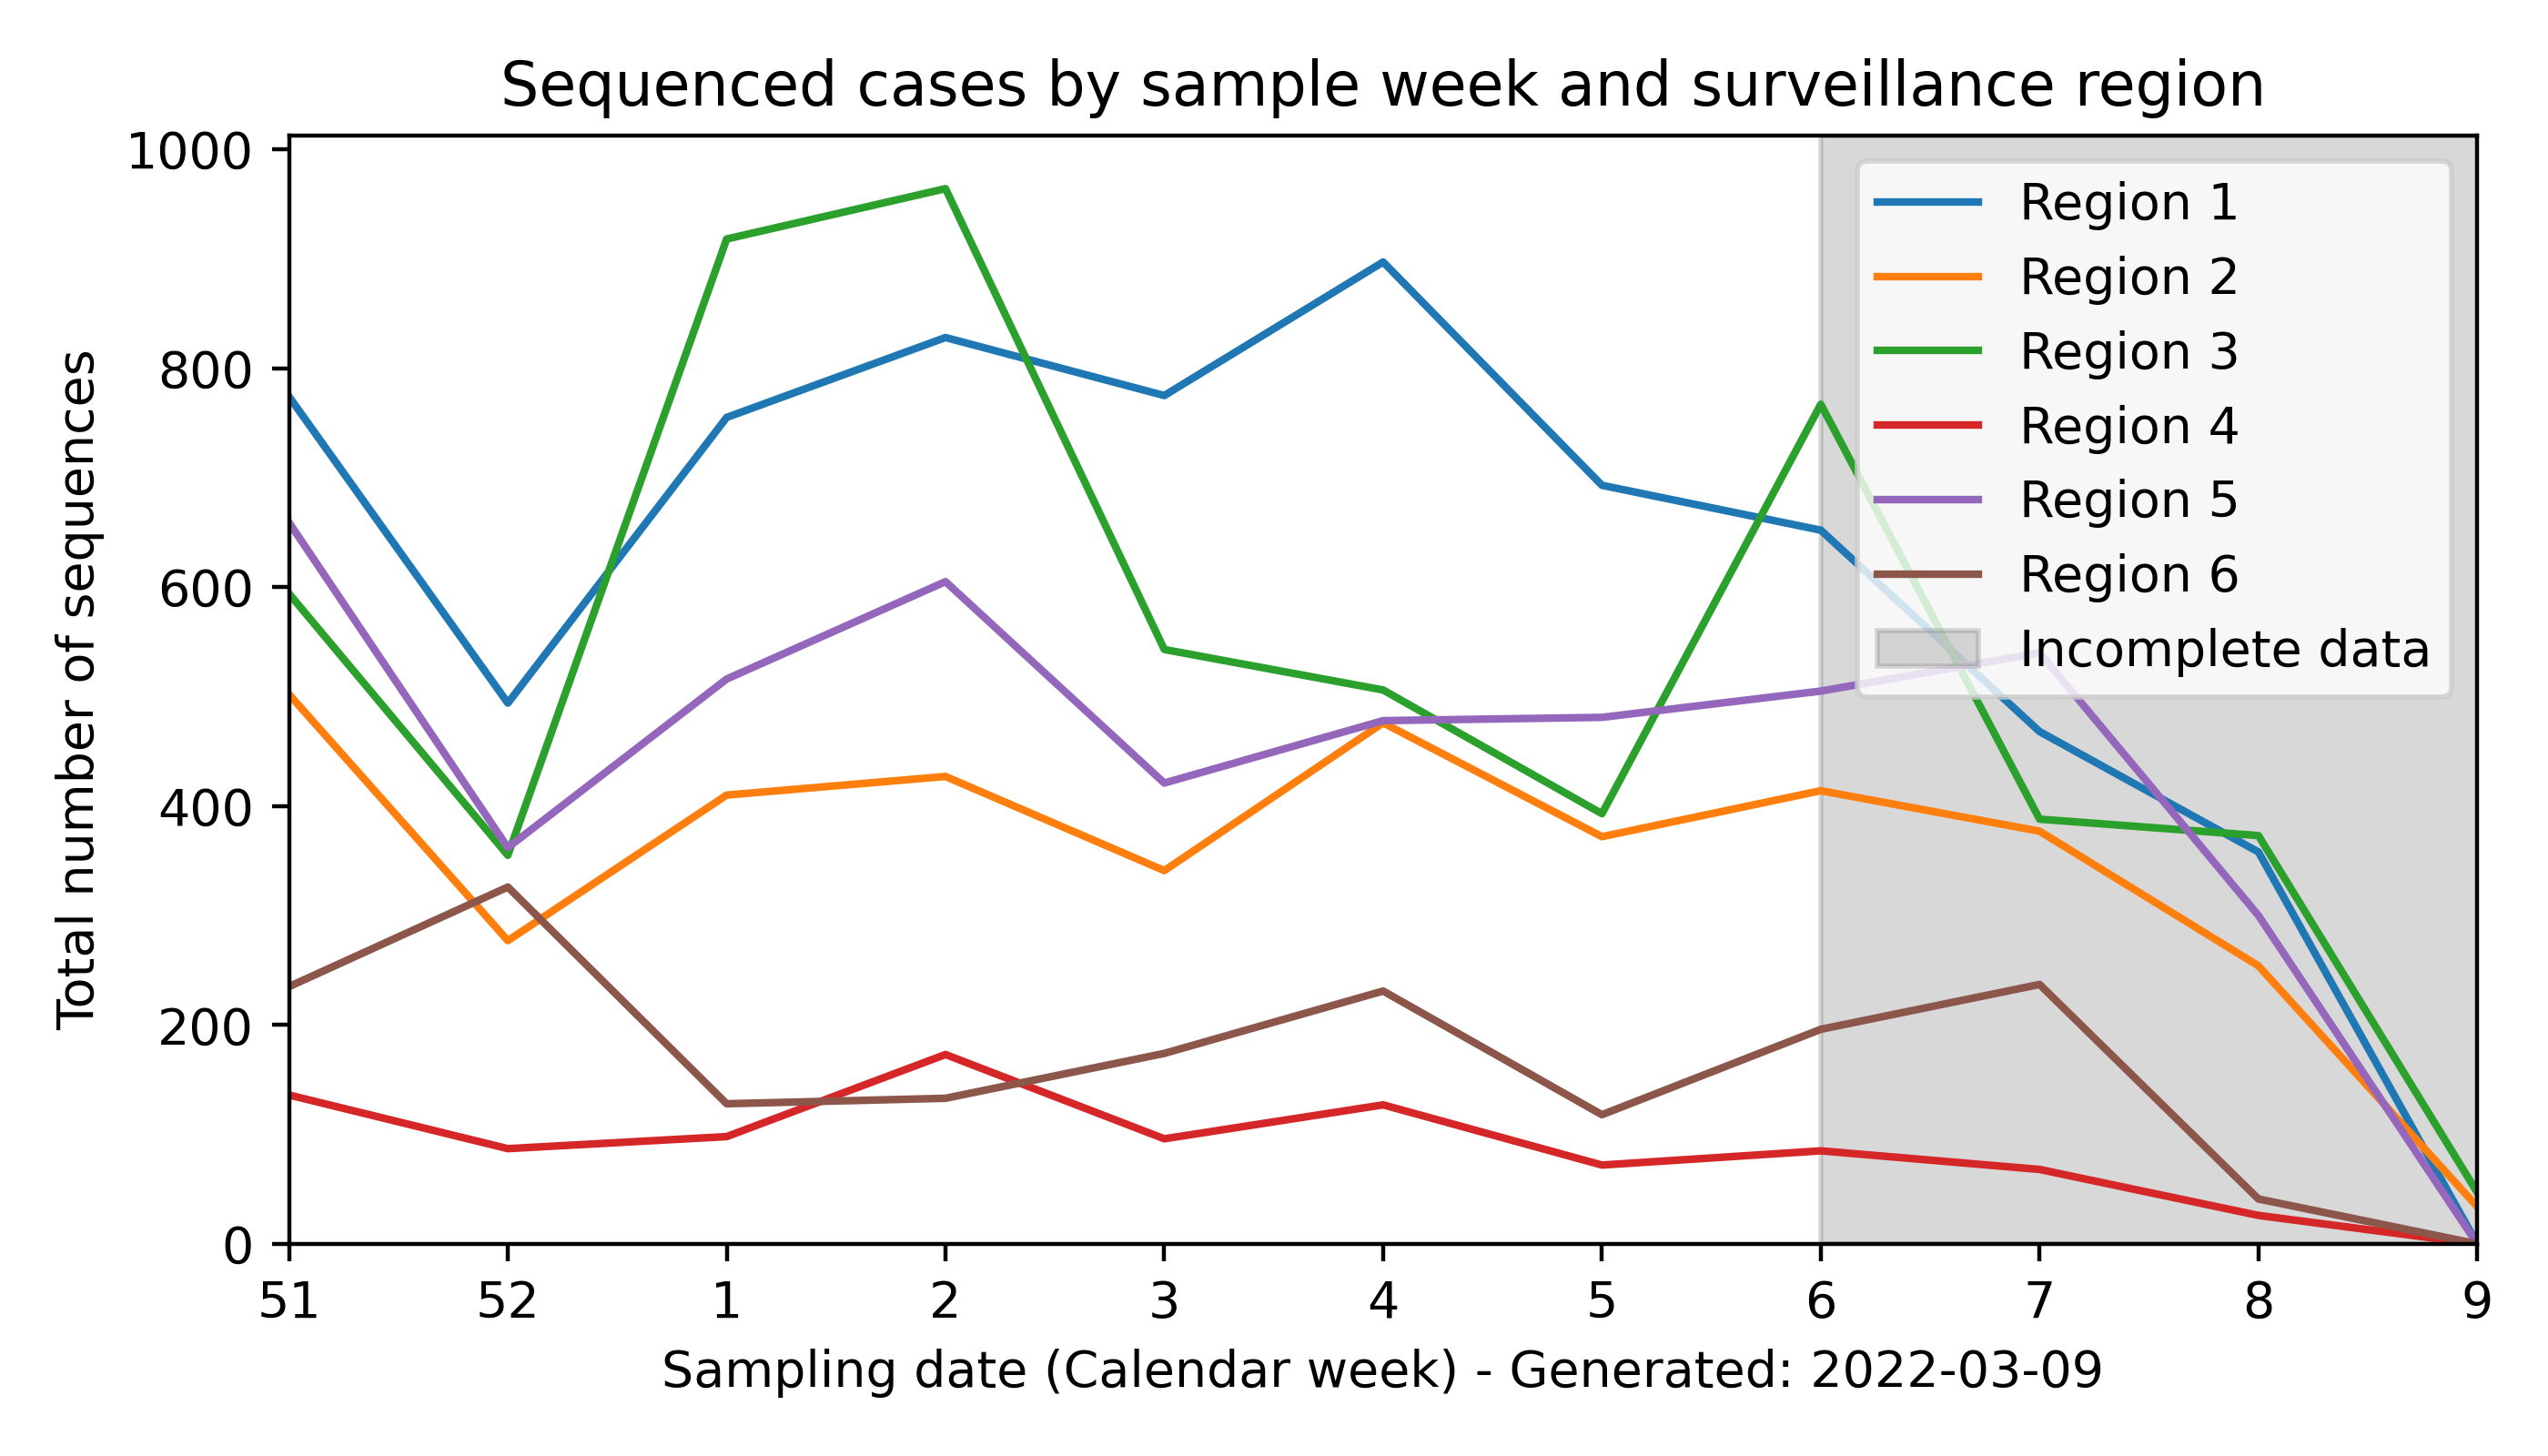 Sequenced cases by sample week and surveillance region
Total number of sequences
1000
800
600
400
200
0
Region 1
Region 2
Region 3
Region 4
Region 5
Region 6
Incomplete data
51 52 1 2 3 4 5 6 7 8 9
Sampling date (Calendar week) - Generated: 2022-03-09